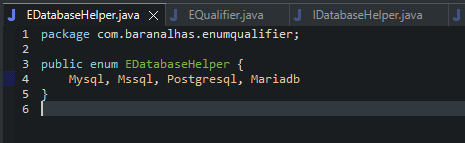 EDatabaseHelper.java
EQualifier.java
IDatabaseHelper.java
1 package com.baranalhas.enumqualifier;
2
3 public enum EDatabaseHelper {
4 Mysql, Mssql, Postgresql, Mariadb
5 }
6